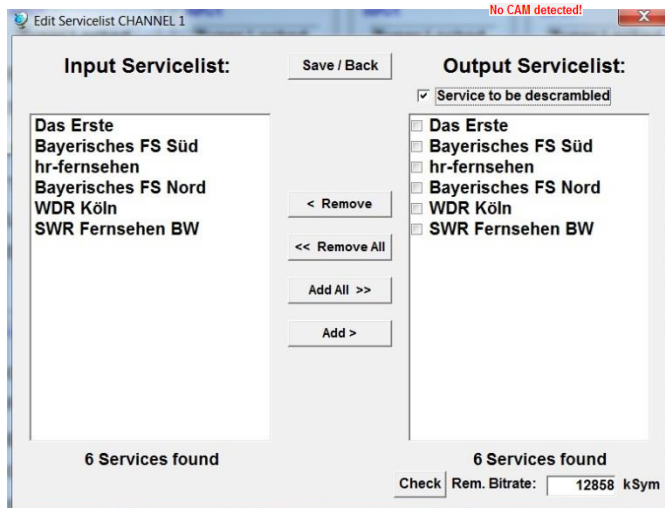 No CAM detected!
Edit Servicelist CHANNEL 1
Input Servicelist:
Save / Back
Output Servicelist:
Service to be descrambled
Das Erste
Bayerisches FS Süd
hr-fernsehen
Bayerisches FS Nord
WDR Köln
SWR Fernsehen BW
< Remove
<< Remove All
Add All >>
Add >
Das Erste
Bayerisches FS Süd
hr-fernsehen
Bayerisches FS Nord
WDR Köln
SWR Fernsehen BW
6 Services found
6 Services found
Check Rem. Bitrate: 12858 kSym